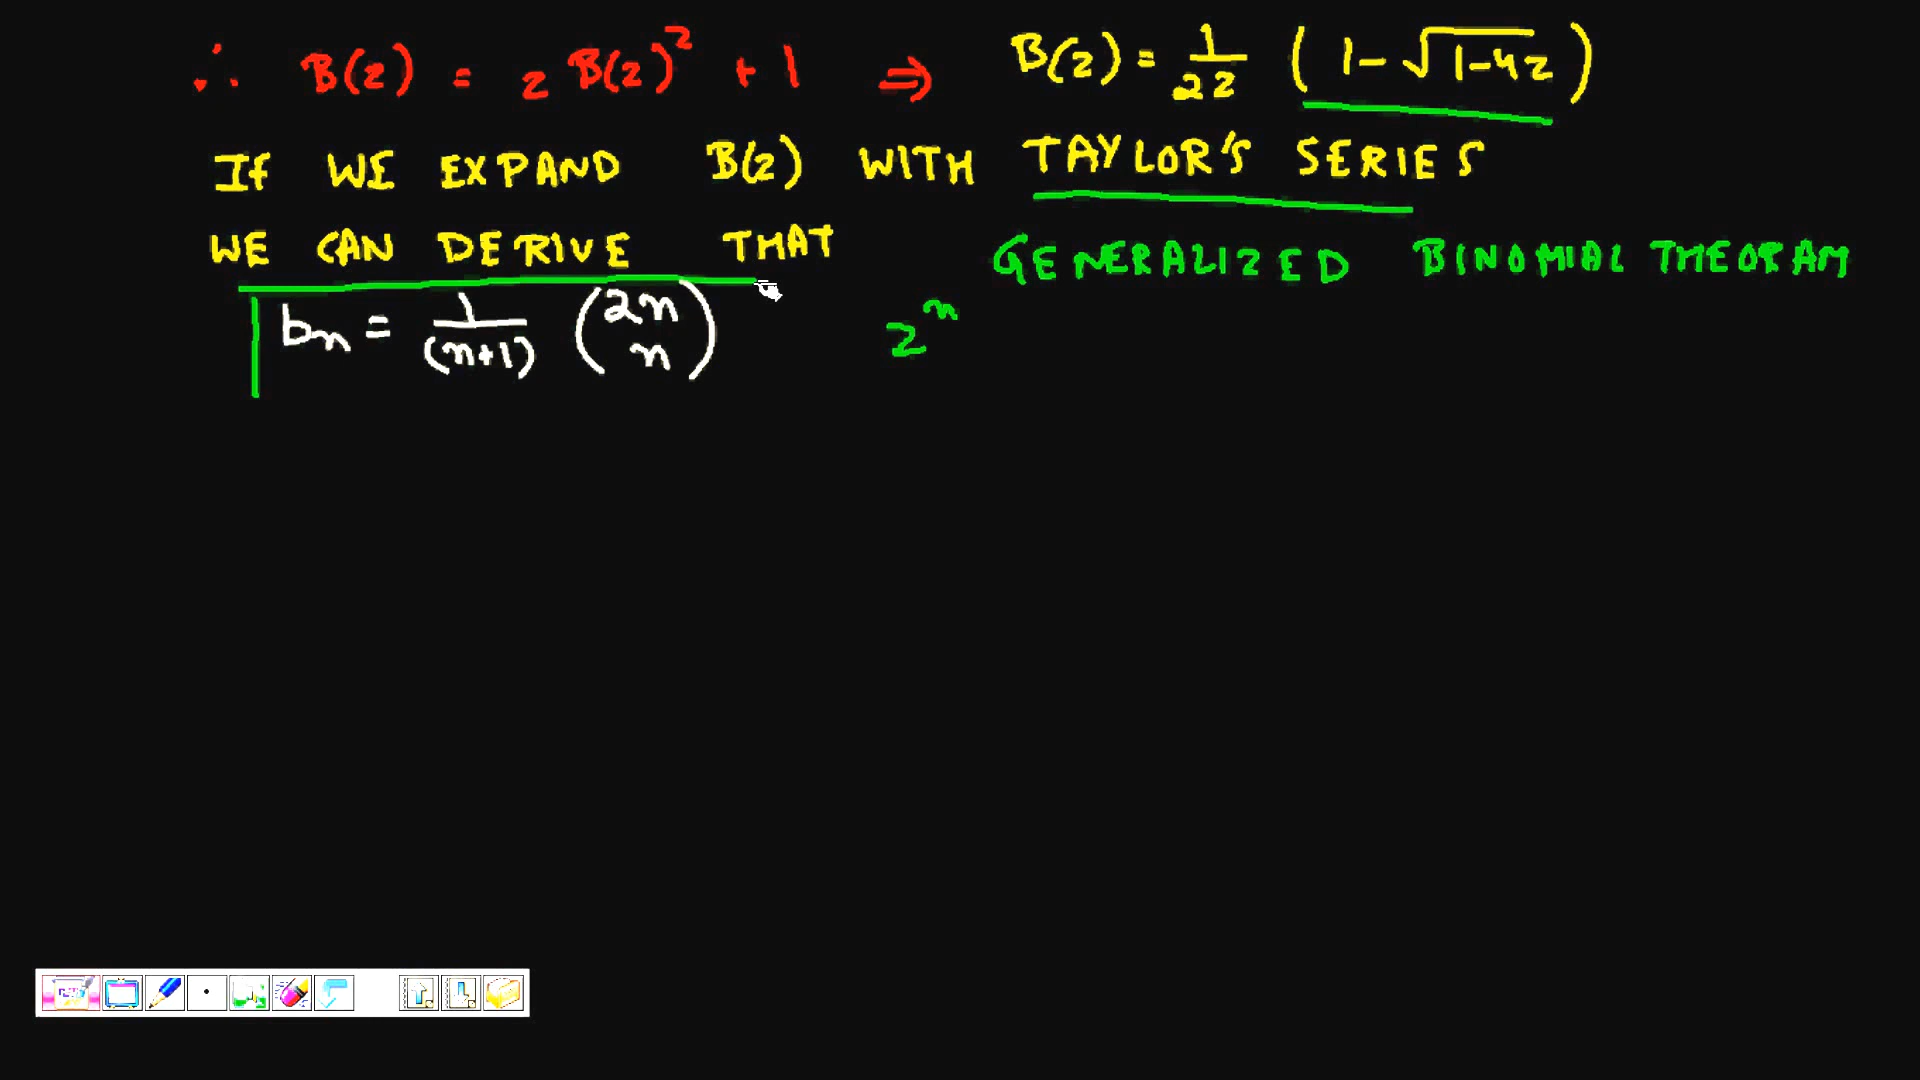 ∴ B(z) = z B(z)² + 1 ⇒ B(z) = 1/2z (1 - √1-4z)
IF WE EXPAND B(z) WITH TAYLOR'S SERIES
WE CAN DERIVE THAT GENERALIZED BINOMIAL THEORAM
bn = 1/(n+1) (2n n) zⁿ